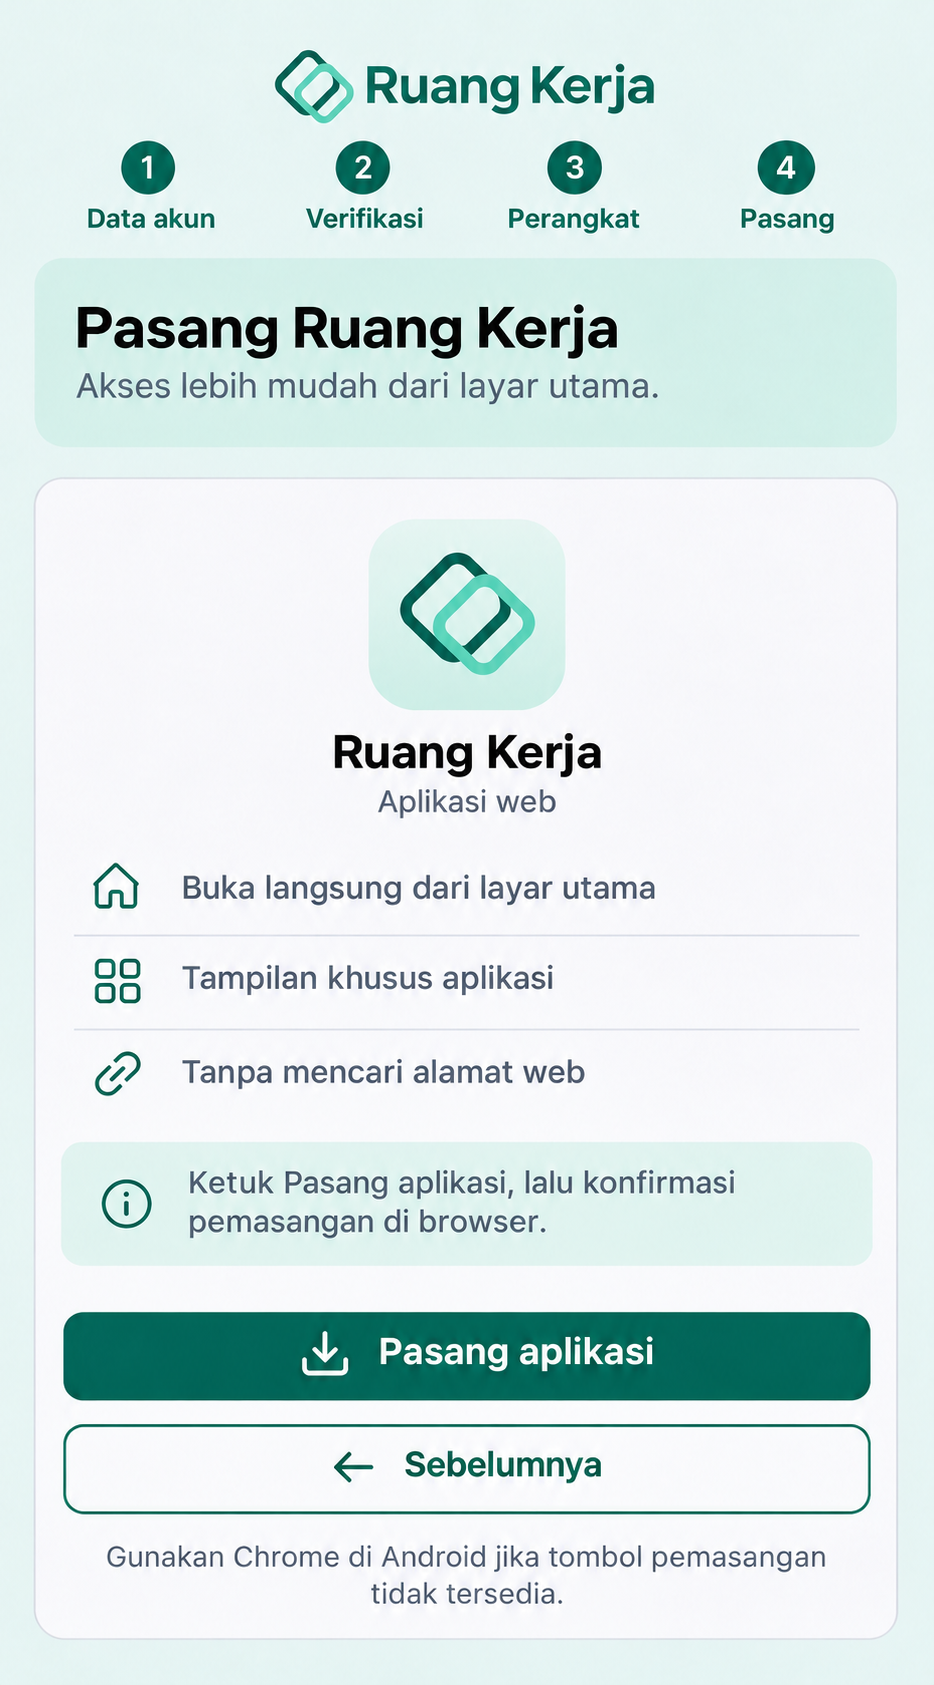 Ruang Kerja
1 2 3 4
Data akun Verifikasi Perangkat Pasang
Pasang Ruang Kerja
Akses lebih mudah dari layar utama.
Ruang Kerja
Aplikasi web
Buka langsung dari layar utama
Tampilan khusus aplikasi
Tanpa mencari alamat web
Ketuk Pasang aplikasi, lalu konfirmasi
pemasangan di browser.
Pasang aplikasi
Sebelumnya
Gunakan Chrome di Android jika tombol pemasangan
tidak tersedia.